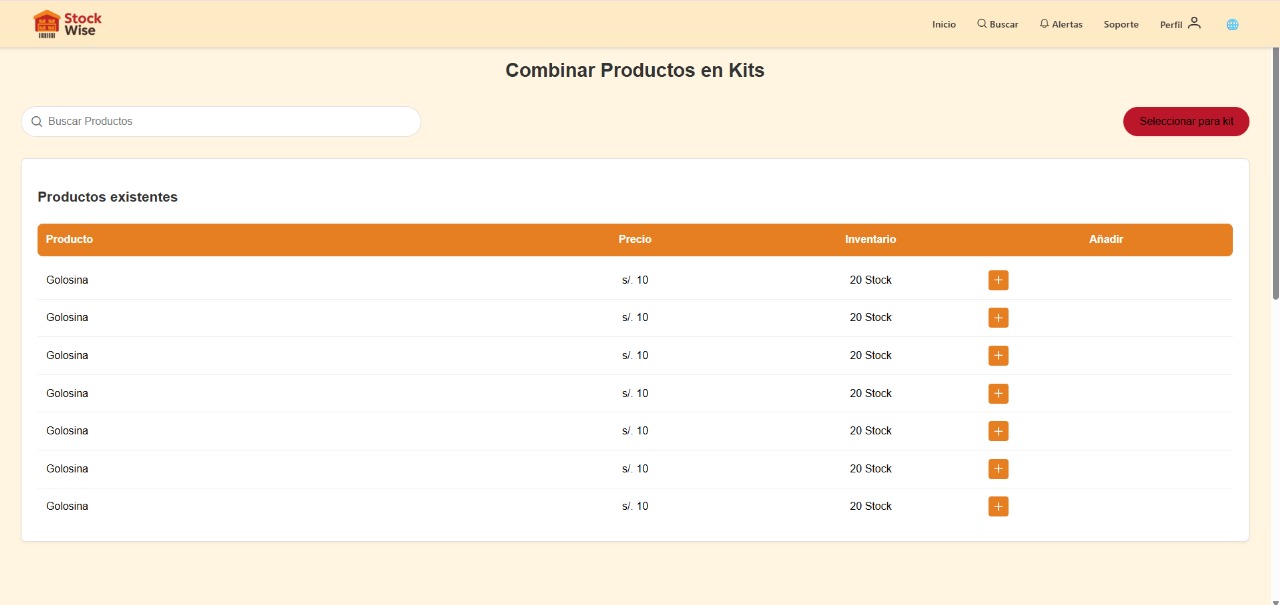 Stock
Wise
Inicio Buscar Alertas Soporte Perfil
Combinar Productos en Kits
Buscar Productos Seleccionar para kit
Productos existentes
Producto Precio Inventario Añadir
Golosina s/. 10 20 Stock +
Golosina s/. 10 20 Stock +
Golosina s/. 10 20 Stock +
Golosina s/. 10 20 Stock +
Golosina s/. 10 20 Stock +
Golosina s/. 10 20 Stock +
Golosina s/. 10 20 Stock +